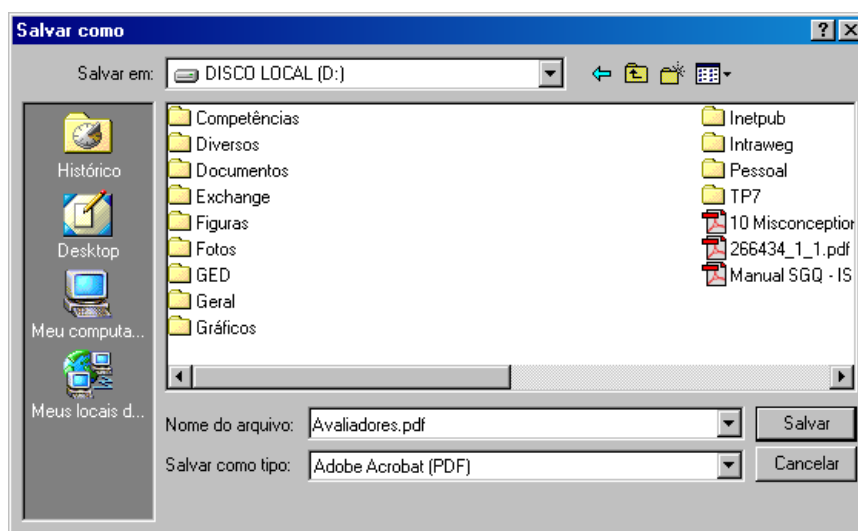 Salvar como
Salvar em: DISCO LOCAL (D:)
Histórico
Desktop
Meu computa...
Meus locais d...
Competências
Diversos
Documentos
Exchange
Figuras
Fotos
GED
Geral
Gráficos
Inetpub
Intraweg
Pessoal
TP7
10 Misconception
266434_1_1.pdf
Manual SGQ - IS
Nome do arquivo: Avaliadores.pdf
Salvar
Salvar como tipo: Adobe Acrobat (PDF)
Cancelar